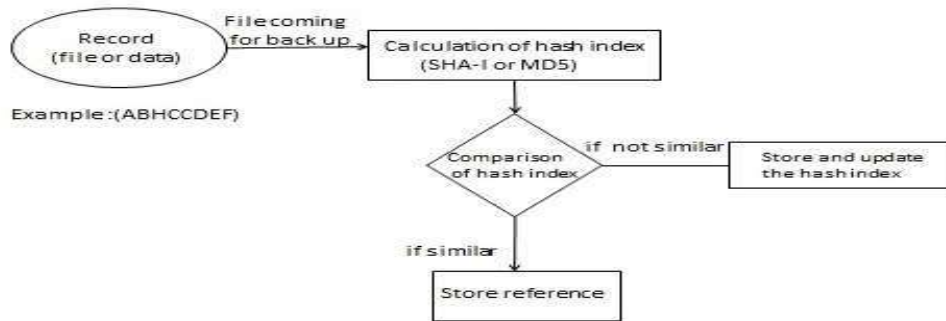 Record
(file or data)
File coming
for back up
Calculation of hash index
(SHA-I or MD5)
Example:(ABHCCDEF)
Comparison
of hash index
if not similar
Store and update
the hash index
if similar
Store reference